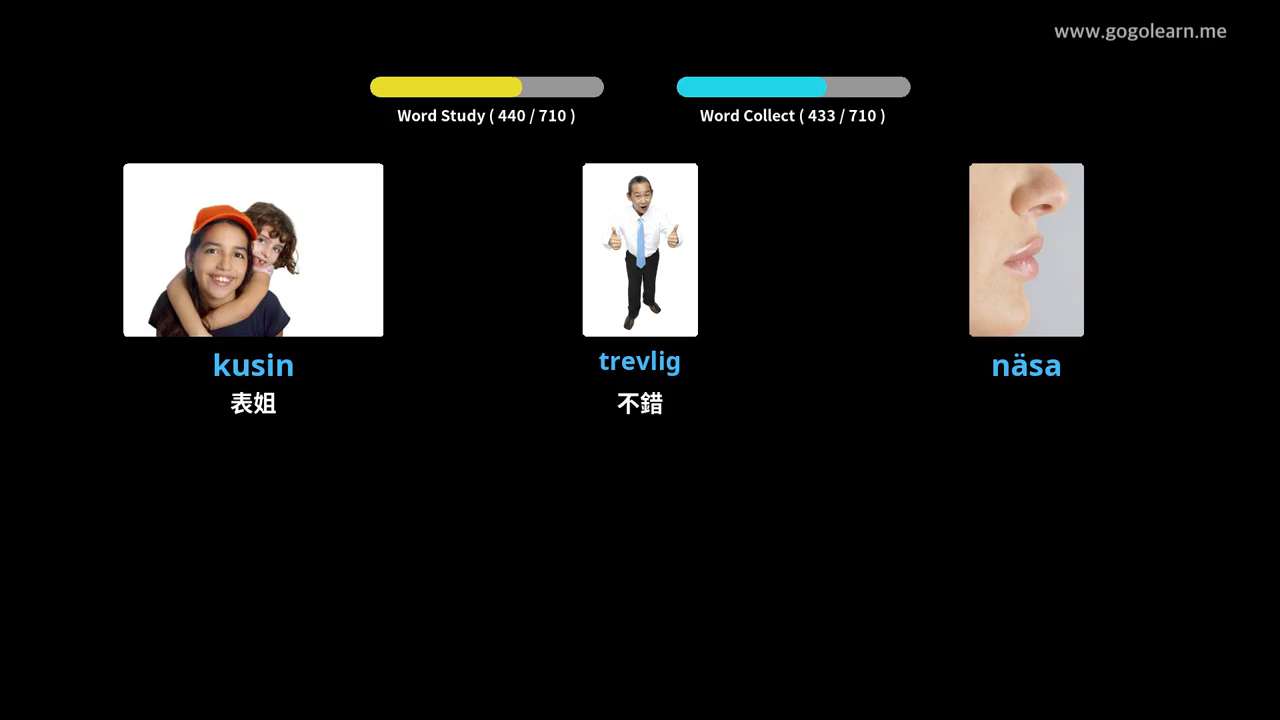 www.gogolearn.me
Word Study ( 440 / 710 )
Word Collect ( 433 / 710 )
kusin
表姐
trevlig
不錯
näsa